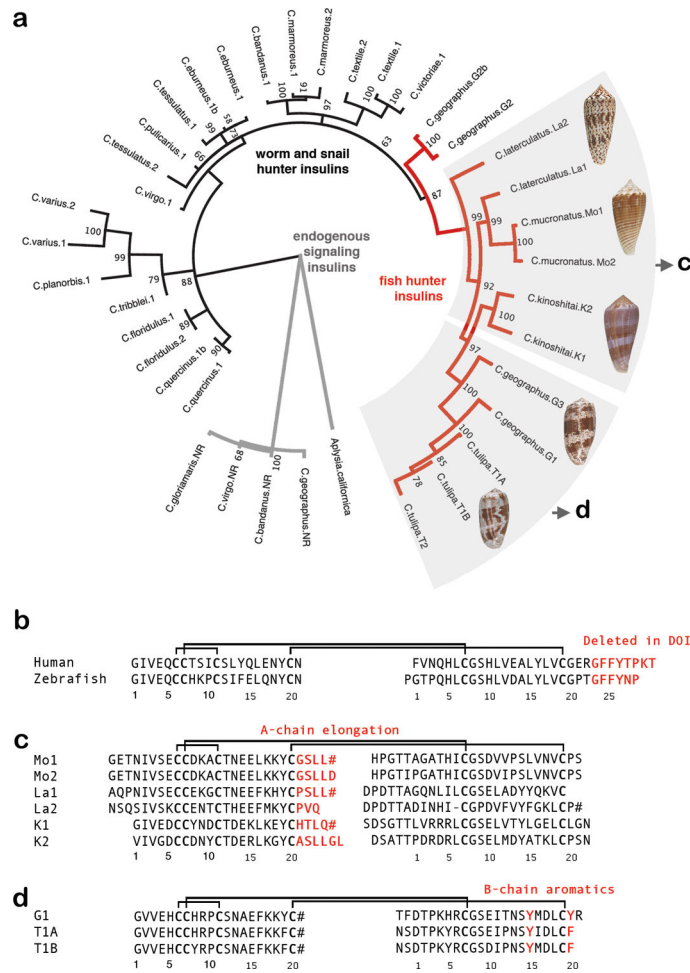 a
C.bandanus.1
C.marmoreus.1
C.marmoreus.2
C.textile.2
C.textile.1
C.victoriae.1
C.geographus.G2b
C.geographus.G2
C.eburneus.1
C.eburneus.1b
C.tessulatus.1
C.pulicarius.1
C.tessulatus.2
C.virgo.1
C.varius.2
C.varius.1
C.planorbis.1
C.tribblei.1
C.floridulus.1
C.floridulus.2
C.quercinus.1b
C.quercinus.1
100
91
97
100
100
63
100
87
58
73
99
66
100
99
79
88
89
90
worm and snail
hunter insulins
endogenous
signaling
insulins
fish hunter
insulins
C.laterculatus.La2
C.laterculatus.La1
C.mucronatus.Mo1
C.mucronatus.Mo2
C.kinoshitai.K2
C.kinoshitai.K1
99
99
100
92
100
c
97
C.geographus.G3
100
C.geographus.G1
100
C.tulipa.T1A
85
C.tulipa.T1B
78
C.tulipa.T2
d
C.gloriamaris.NR
68
C.virgo.NR
C.bandanus.NR
100
C.geographus.NR
Aplysia.californica
b
Deleted in DOI
Human GIVEQCCTSICSLYQLENYCN FVNQHLCGSHLVEALYLVCGERGFFYTPKT
Zebrafish GIVEQCCHKPCSIFELQNYCN PGTPQHLCGSHLVDALYLVCGPTGFFYNP
1 5 10 15 20 1 5 10 15 20 25
c
A-chain elongation
Mo1 GETNIVSECCDKACTNEELKKYCGSLL# HPGTTAGATHICGSDVVPSLVNVCPS
Mo2 GETNIVSECCDKACTNEELKKYCGSLLD HPGTIPGATHICGSDVIPSLVNVCPS
La1 AQPNIVSECCEKGCTHEEFRKYCPSLL# DPDTTAGQNLILCGSELADYYQKVC
La2 NSQSIVSKCCENTCTHEEFMKYCPVQ DPDTTADINHI-CGPDVFVYFGKLCP#
K1 GIVEDCCYNDCTDEKLKEYCHTLQ# SDSGTTLVRRRLCGSELVTYLGELCLGN
K2 VIVGDCCDNYCTDERLKGYCASLLGL DSATTPDRDRLCGSELMDYATKLCPSN
1 5 10 15 20 1 5 10 15 20
d
B-chain aromatics
G1 GVVEHCCHRPCSNAEFKKYC# TFDTPKHRCGSEITNSYMDLCYR
T1A GVVEHCCHRPCSNAEFKKYC# NSDTPKYRCGSEIPNSYIDLCF
T1B GVVEHCCYRPCSNAEFKKYC# NSDTPKYRCGSDIPNSYMDLCF
1 5 10 15 20 1 5 10 15 20